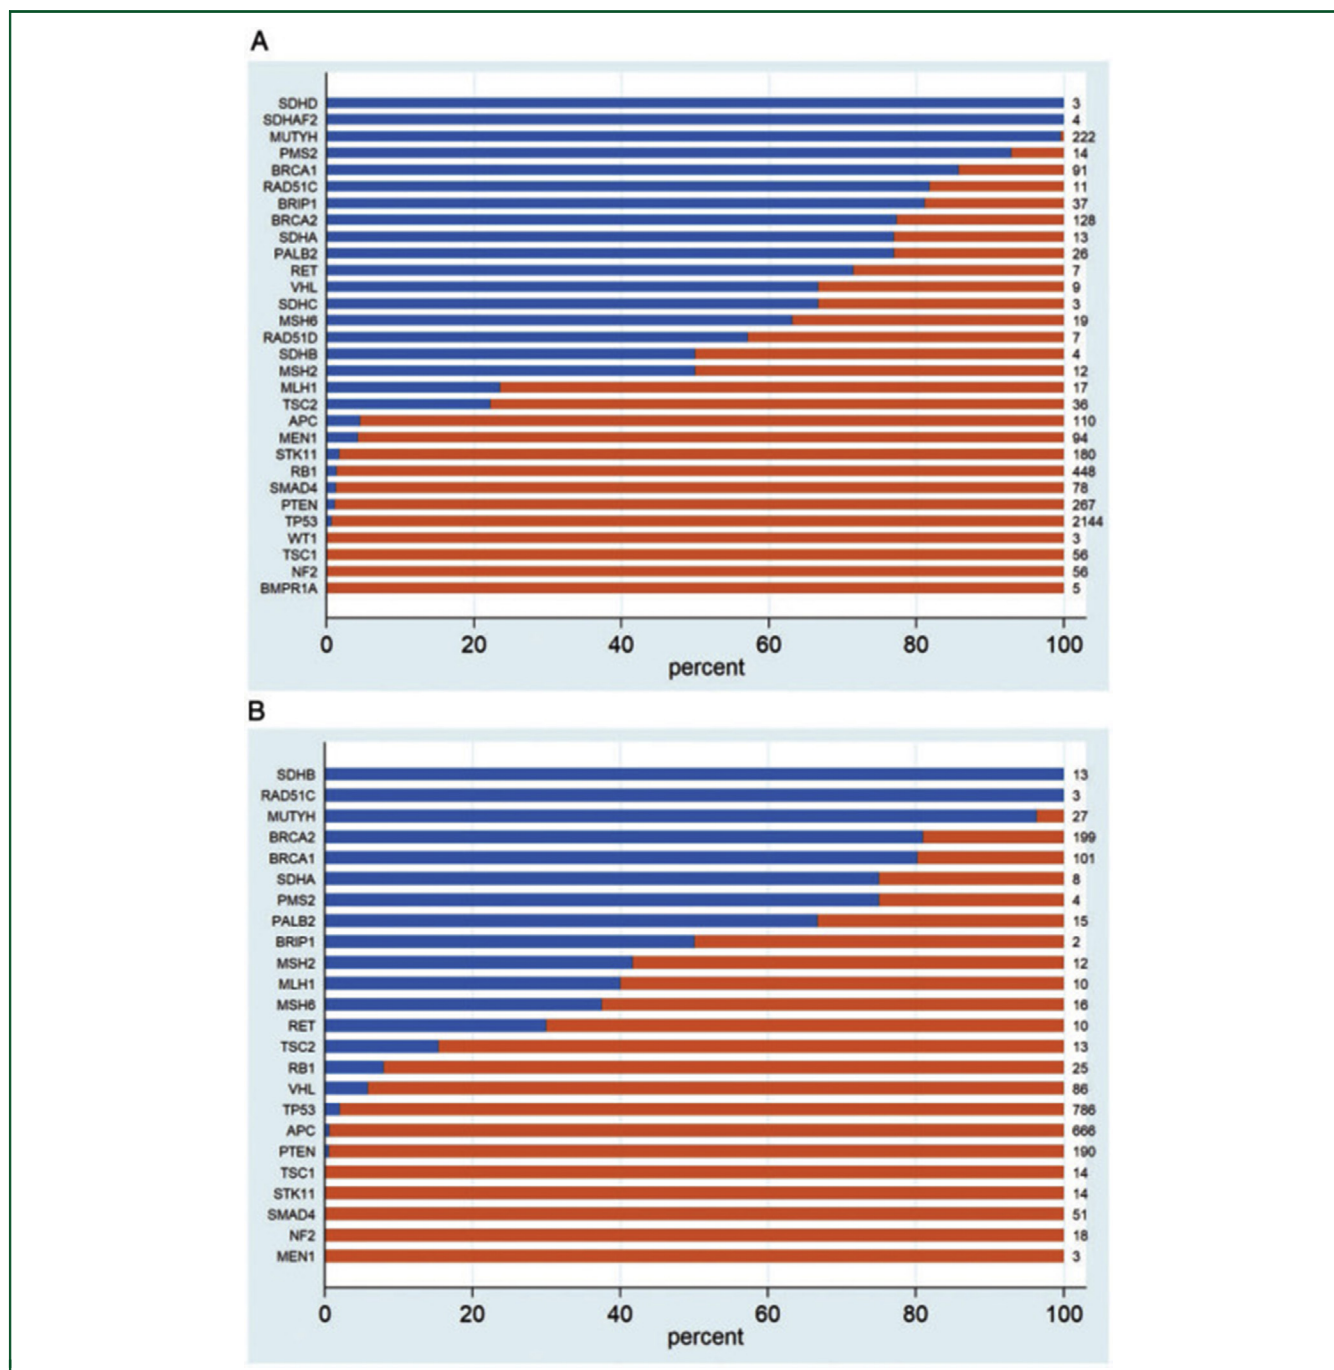 A
SDHD 3
SDHAF2 4
MUTYH 222
PMS2 14
BRCA1 91
RAD51C 11
BRIP1 37
BRCA2 128
SDHA 13
PALB2 26
RET 7
VHL 9
SDHC 3
MSH6 19
RAD51D 7
SDHB 4
MSH2 12
MLH1 17
TSC2 36
APC 110
MEN1 94
STK11 180
RB1 448
SMAD4 78
PTEN 267
TP53 2144
WT1 3
TSC1 56
NF2 56
BMPR1A 5
0 20 40 60 80 100
percent
B
SDHB 13
RAD51C 3
MUTYH 27
BRCA2 199
BRCA1 101
SDHA 8
PMS2 4
PALB2 15
BRIP1 2
MSH2 12
MLH1 10
MSH6 16
RET 10
TSC2 13
RB1 25
VHL 86
TP53 786
APC 666
PTEN 190
TSC1 14
STK11 14
SMAD4 51
NF2 18
MEN1 3
0 20 40 60 80 100
percent